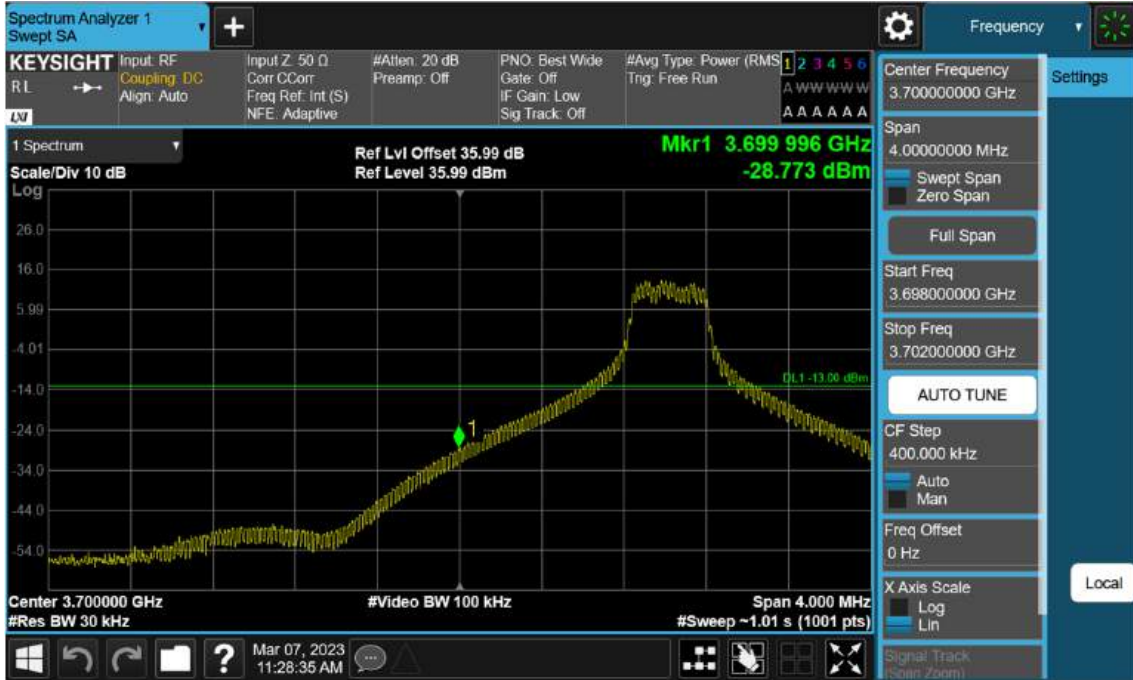 Spectrum Analyzer 1
Swept SA
+
Frequency
KEYSIGHT
R L
LXI
Input: RF
Coupling: DC
Align: Auto
Input Z: 50 Ω
Corr CCorr
Freq Ref: Int (S)
NFE: Adaptive
#Atten: 20 dB
Preamp: Off
PNO: Best Wide
Gate: Off
IF Gain: Low
Sig Track: Off
#Avg Type: Power (RMS
Trig: Free Run
1 2 3 4 5 6
A W W W W W
A A A A A A
1 Spectrum
Scale/Div 10 dB
Log
Ref Lvl Offset 35.99 dB
Ref Level 35.99 dBm
Mkr1 3.699 996 GHz
-28.773 dBm
26.0
16.0
5.99
-4.01
DL1 -13.00 dBm
-14.0
1
-24.0
-34.0
-44.0
-54.0
Center 3.700000 GHz
#Video BW 100 kHz
Span 4.000 MHz
#Res BW 30 kHz
#Sweep ~1.01 s (1001 pts)
Center Frequency
3.700000000 GHz
Settings
Span
4.00000000 MHz
Swept Span
Zero Span
Full Span
Start Freq
3.698000000 GHz
Stop Freq
3.702000000 GHz
AUTO TUNE
CF Step
400.000 kHz
Auto
Man
Freq Offset
0 Hz
X Axis Scale
Log
Lin
Local
Signal Track
(Span Zoom)
?
Mar 07, 2023
11:28:35 AM